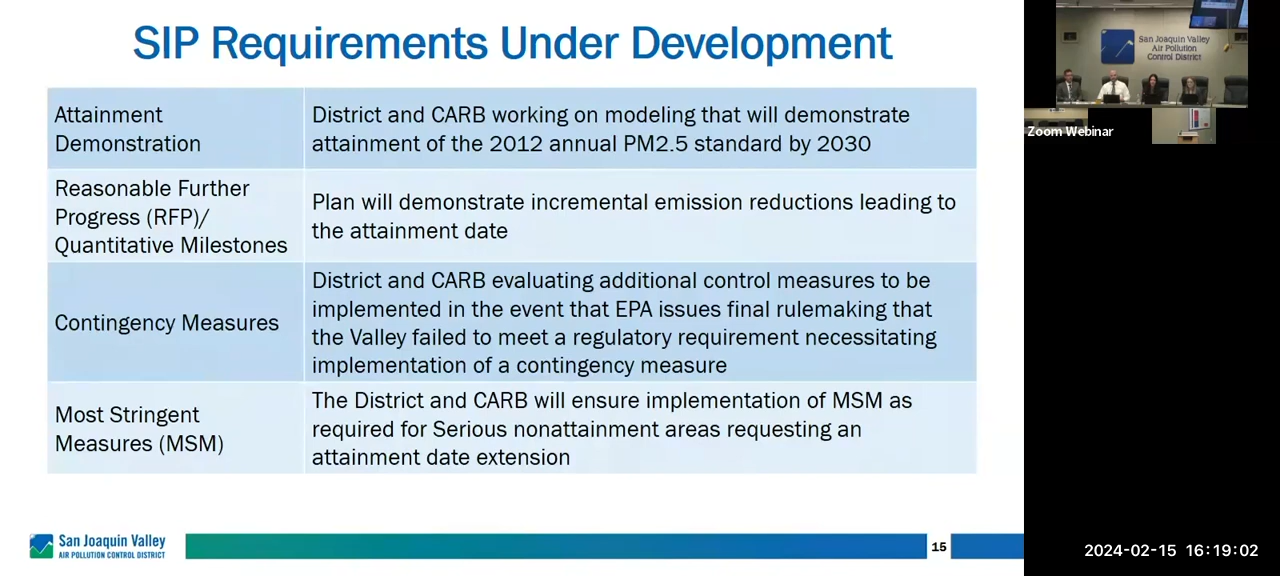 SIP Requirements Under Development
Attainment
Demonstration
District and CARB working on modeling that will demonstrate
attainment of the 2012 annual PM2.5 standard by 2030
Reasonable Further
Progress (RFP)/
Quantitative Milestones
Plan will demonstrate incremental emission reductions leading to
the attainment date
Contingency Measures
District and CARB evaluating additional control measures to be
implemented in the event that EPA issues final rulemaking that
the Valley failed to meet a regulatory requirement necessitating
implementation of a contingency measure
Most Stringent
Measures (MSM)
The District and CARB will ensure implementation of MSM as
required for Serious nonattainment areas requesting an
attainment date extension
San Joaquin Valley
AIR POLLUTION CONTROL DISTRICT
15
San Joaquin Valley
Air Pollution
Control District
Zoom Webinar
2024-02-15 16:19:02